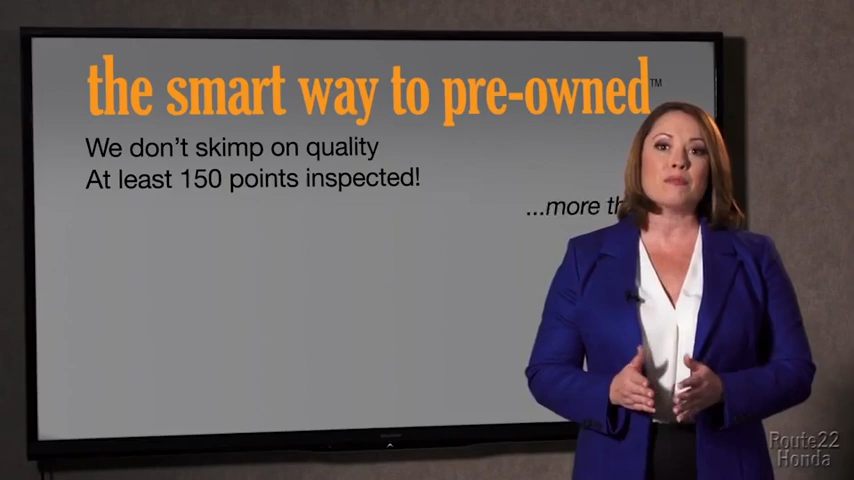 the smart way to pre-owned™
We don't skimp on quality
At least 150 points inspected!
...more
Route22
Honda